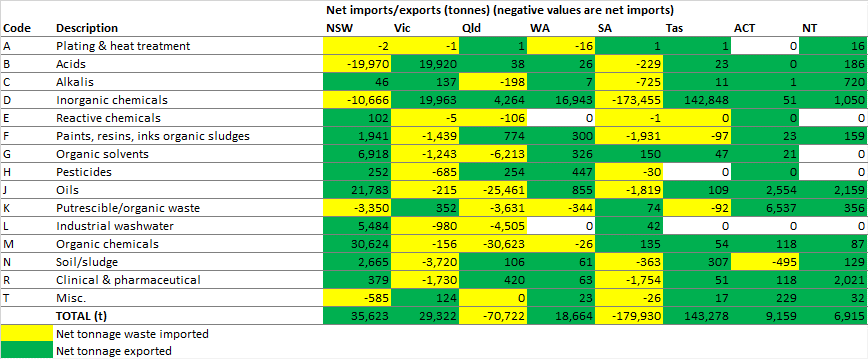 Net imports/exports (tonnes) (negative values are net imports)
Code Description NSW Vic Qld WA SA Tas ACT NT
A Plating & heat treatment -2 -1 1 -16 1 1 0 16
B Acids -19,970 19,920 38 26 -229 23 0 186
C Alkalis 46 137 -198 7 -725 11 1 720
D Inorganic chemicals -10,666 19,963 4,264 16,943 -173,455 142,848 51 1,050
E Reactive chemicals 102 -5 -106 0 -1 0 0 0
F Paints, resins, inks organic sludges 1,941 -1,439 774 300 -1,931 -97 23 159
G Organic solvents 6,918 -1,243 -6,213 326 150 47 21 0
H Pesticides 252 -685 254 447 -30 0 0 0
J Oils 21,783 -215 -25,461 855 -1,819 109 2,554 2,159
K Putrescible/organic waste -3,350 352 -3,631 -344 74 -92 6,537 356
L Industrial washwater 5,484 -980 -4,505 0 42 0 0 0
M Organic chemicals 30,624 -156 -30,623 -26 135 54 118 87
N Soil/sludge 2,665 -3,720 106 61 -363 307 -495 129
R Clinical & pharmaceutical 379 -1,730 420 63 -1,754 51 118 2,021
T Misc. -585 124 0 23 -26 17 229 32
TOTAL (t) 35,623 29,322 -70,722 18,664 -179,930 143,278 9,159 6,915
Net tonnage waste imported
Net tonnage exported